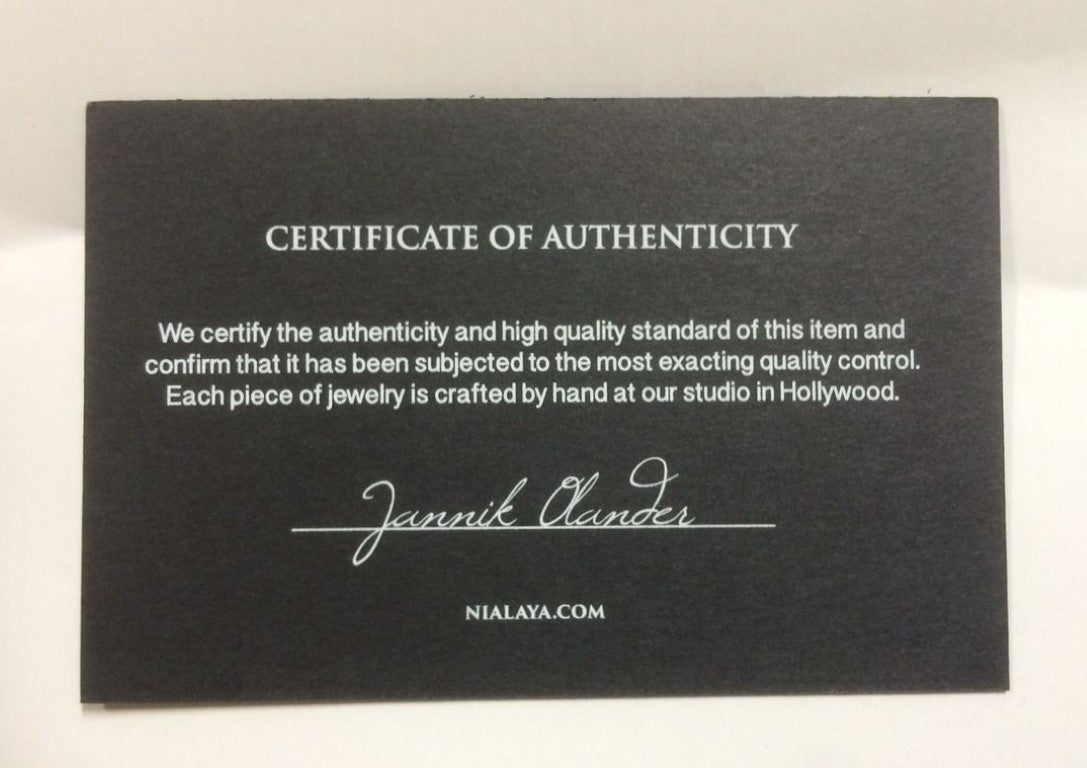 CERTIFICATE OF AUTHENTICITY
We certify the authenticity and high quality standard of this item and
confirm that it has been subjected to the most exacting quality control.
Each piece of jewelry is crafted by hand at our studio in Hollywood.
Jannik Olander
NIALAYA.COM